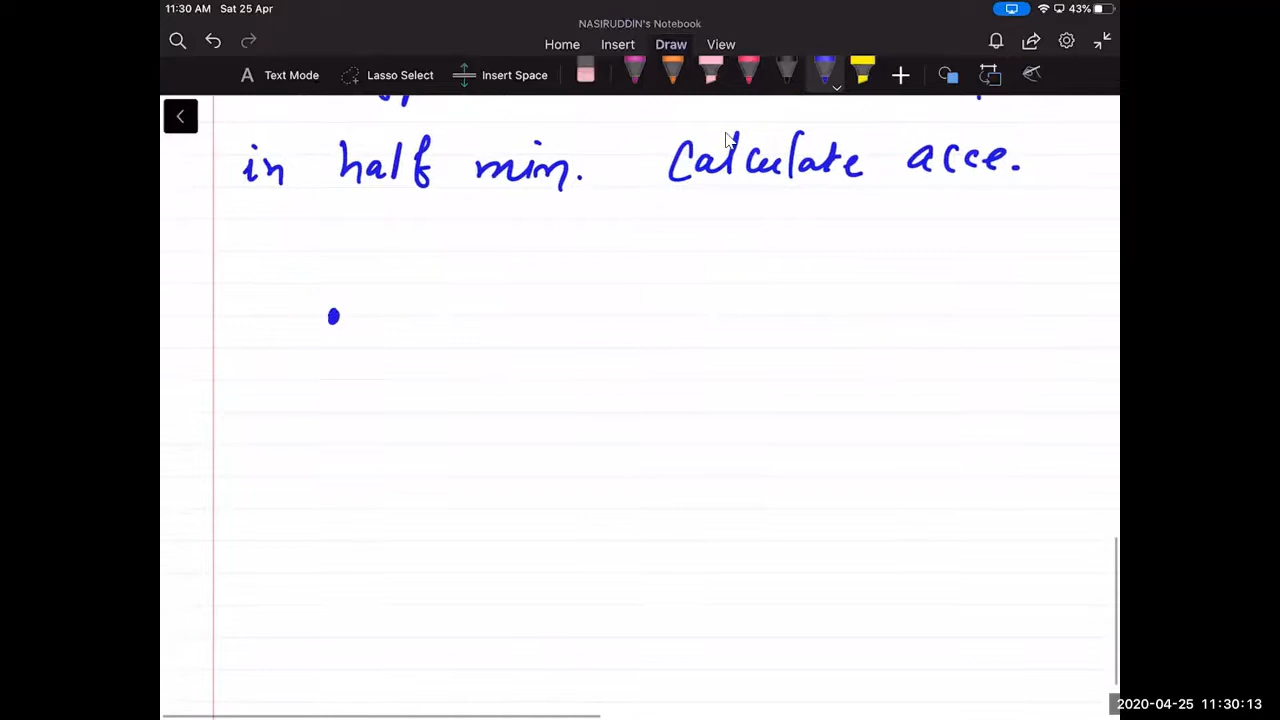 11:30 AM Sat 25 Apr 43%
NASIRUDDIN's Notebook
Home Insert Draw View
A Text Mode Lasso Select Insert Space
in half min. Calculate acce.
2020-04-25 11:30:13